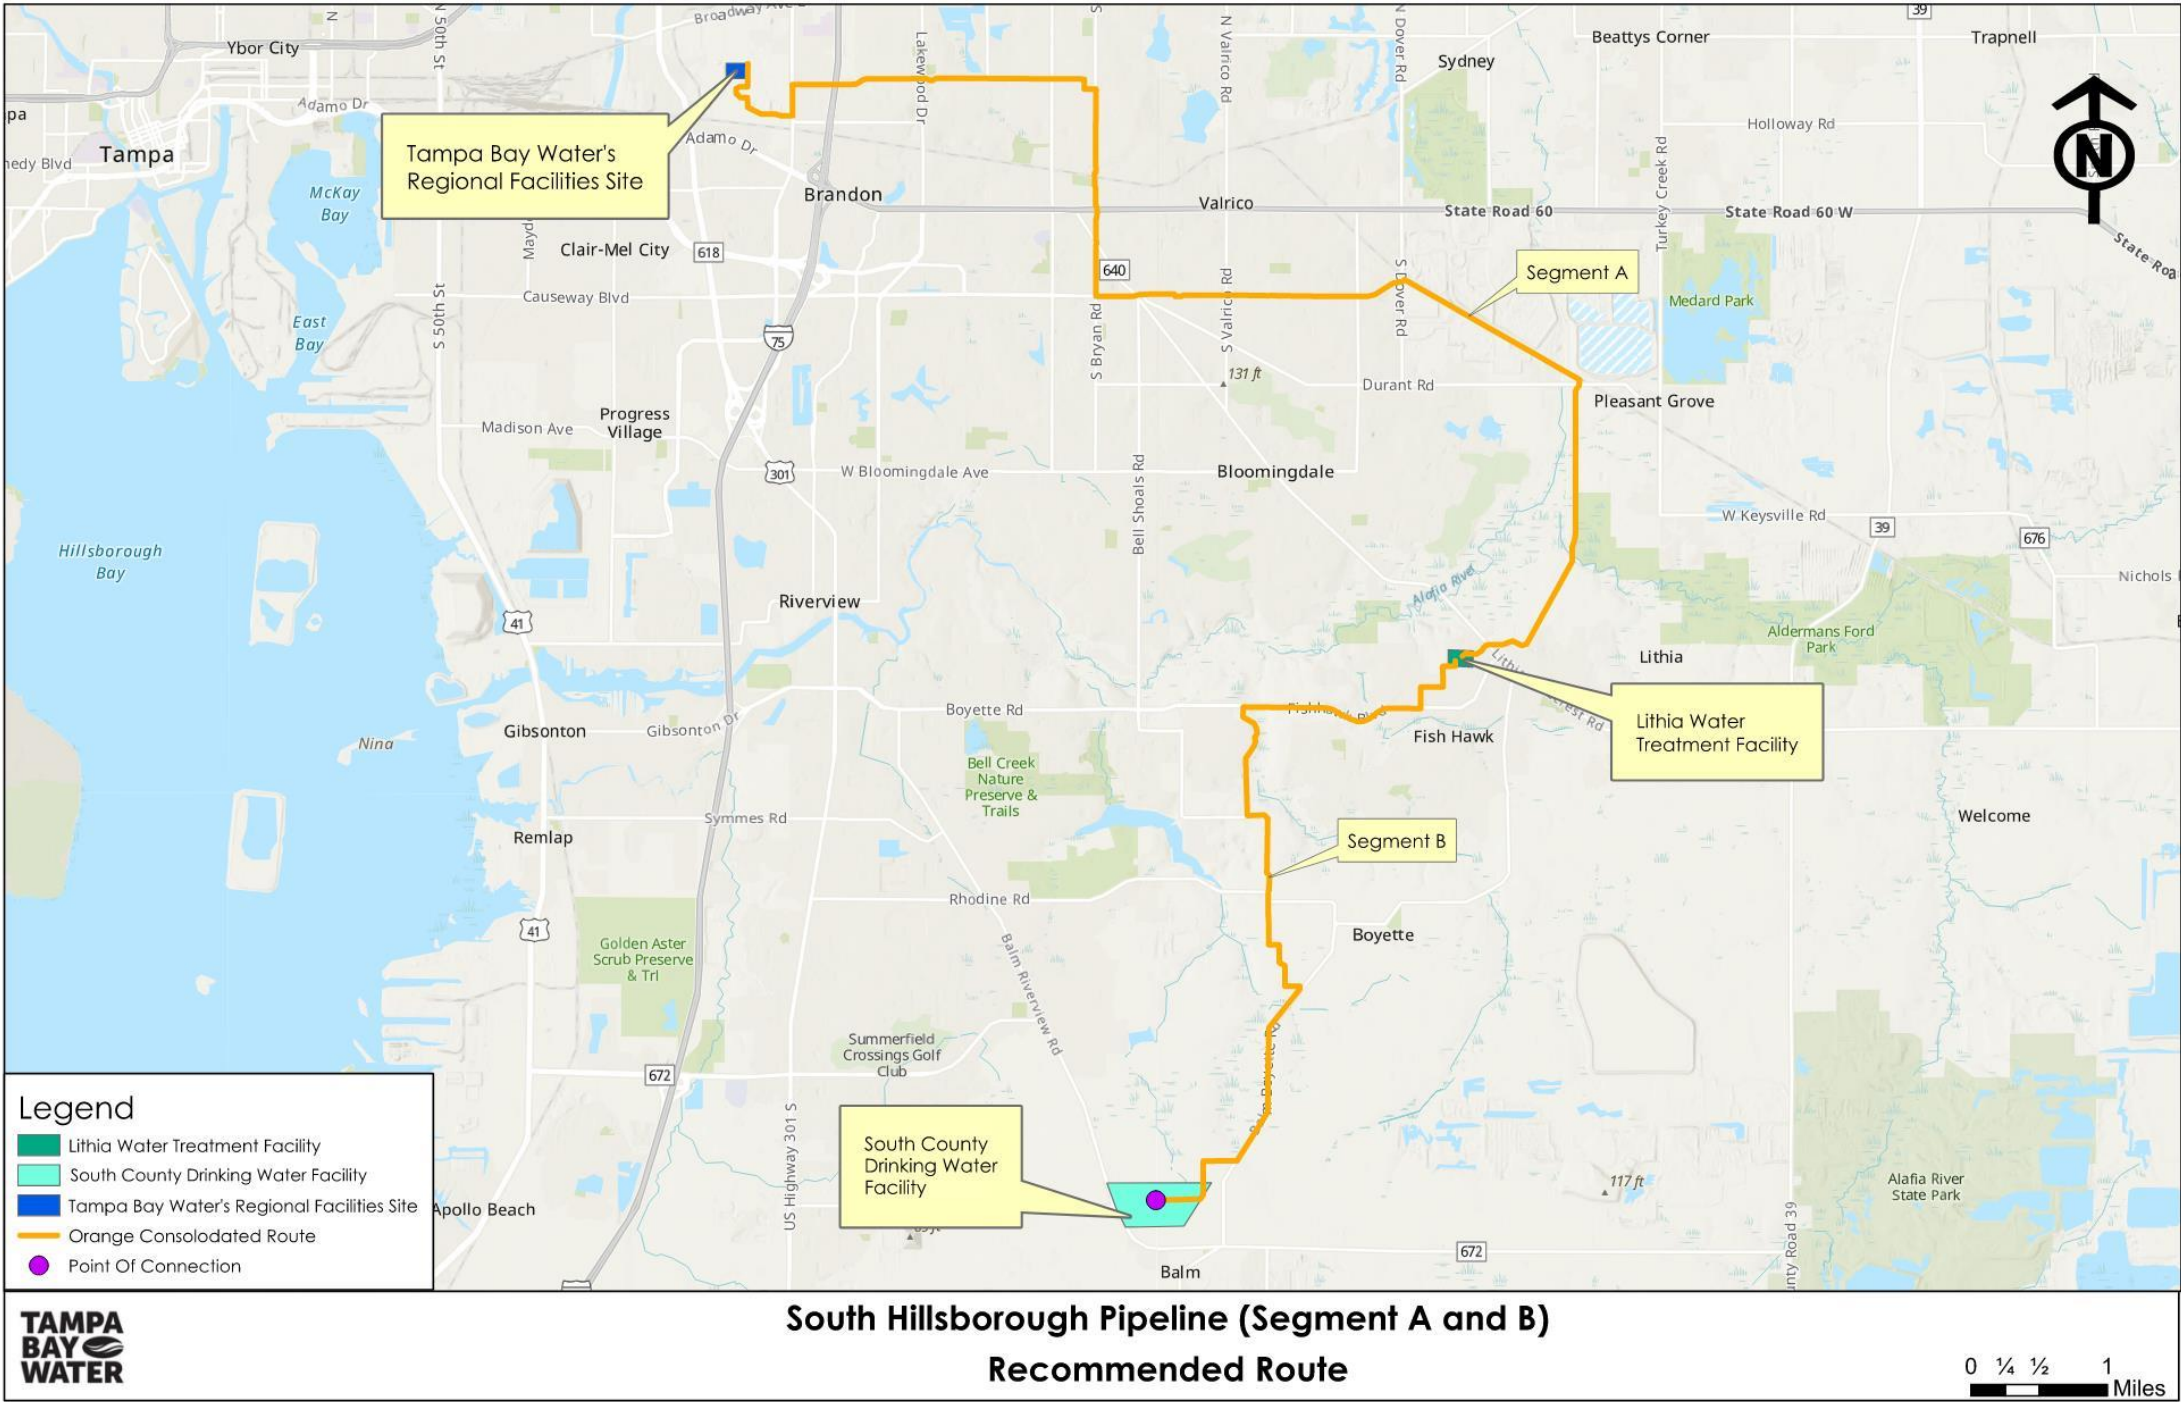 Broadway Ave E
39
N
N 50th St
Ybor City
Lakewood Dr
N Valrico Rd
N Dover Rd
Sydney
Beattys Corner
Trapnell
Adamo Dr
Holloway Rd
Tampa
Adamo Dr
Tampa Bay Water's
Regional Facilities Site
N
McKay
Bay
Brandon
Valrico
State Road 60
State Road 60 W
Turkey Creek Rd
Clair-Mel City
618
640
Segment A
Causeway Blvd
S 50th St
East
Bay
75
S Bryan Rd
S Valrico Rd
S Dover Rd
Medard Park
131 ft
Durant Rd
Pleasant Grove
Progress
Village
Madison Ave
301
W Bloomingdale Ave
Bell Shoals Rd
Bloomingdale
W Keysville Rd
39
676
Hillsborough
Bay
Nichols
Alafia River
Riverview
41
Aldermans Ford
Park
Lithia
Boyette Rd
Lithia Water
Treatment Facility
Gibsonton
Gibsonton Dr
Nina
Fish Hawk
Bell Creek
Nature
Preserve &
Trails
Symmes Rd
Remlap
Segment B
Welcome
Rhodine Rd
41
Golden Aster
Scrub Preserve
& Trl
Balm Riverview Rd
Boyette
Summerfield
Crossings Golf
Club
672
Balm Boyette Rd
US Highway 301 S
South County
Drinking Water
Facility
117 ft
Alafia River
State Park
Apollo Beach
672
Balm
Legend
Lithia Water Treatment Facility
South County Drinking Water Facility
Tampa Bay Water's Regional Facilities Site
Orange Consolodated Route
Point Of Connection
TAMPA
BAY
WATER
South Hillsborough Pipeline (Segment A and B)
Recommended Route
0 ¼ ½ 1
Miles